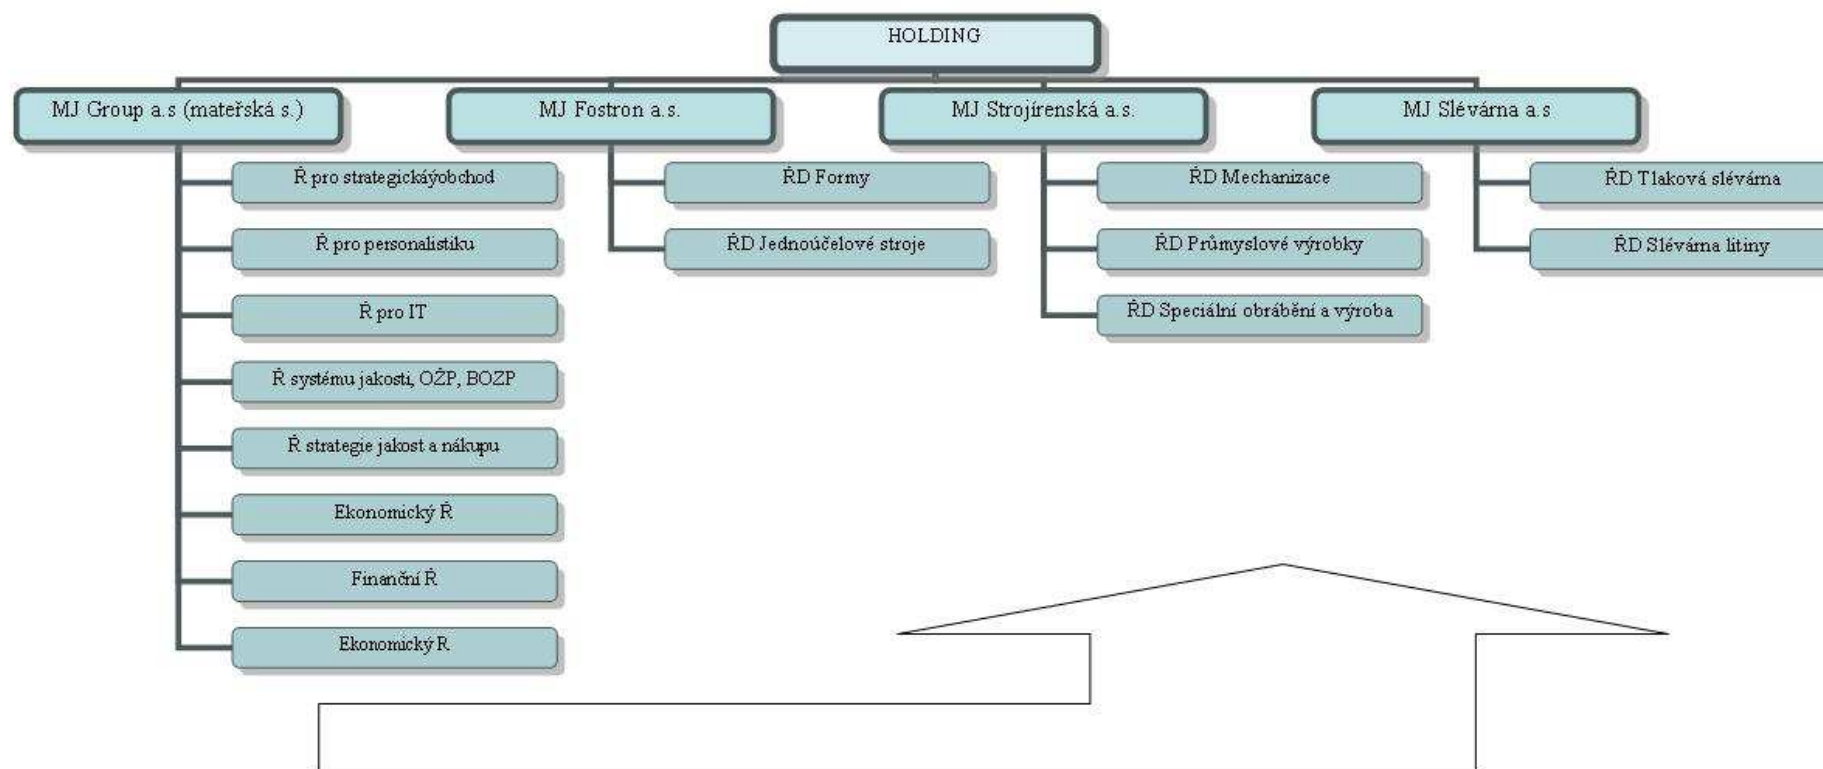 HOLDING
MJ Group a.s (mateřská s.)
Ř pro strategickáýobchod
Ř pro personalistiku
Ř pro IT
Ř systému jakosti, OŽP, BOZP
Ř strategie jakost a nákupu
Ekonomický Ř
Finanční Ř
Ekonomický R
MJ Fostron a.s.
ŘD Formy
ŘD Jednoúčelové stroje
MJ Strojírenská a.s.
ŘD Mechanizace
ŘD Průmyslové výrobky
ŘD Speciální obrábění a výroba
MJ Slévárna a.s
ŘD Tlaková slévárna
ŘD Slévárna litiny